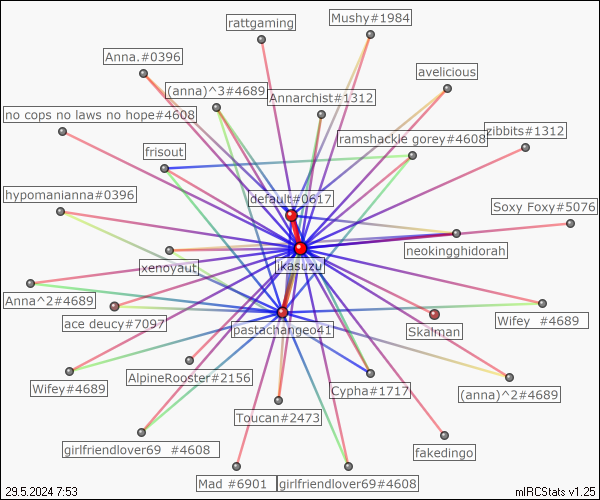 rattgaming
Mushy#1984
Anna.#0396
avelicious
(anna)^3#4689
Annarchist#1312
no cops no laws no hope#4608
ramshackle gorey#4608
zibbits#1312
frisout
hypomanianna#0396
default#0617
Soxy Foxy#5076
neokingghidorah
xenoyaut
ikasuzu
Anna^2#4689
ace deucy#7097
pastachangeo41
Skalman
Wifey #4689
Wifey#4689
AlpineRooster#2156
Cypha#1717
(anna)^2#4689
Toucan#2473
girlfriendlover69 #4608
fakedingo
Mad #6901
girlfriendlover69#4608
29.5.2024 7:53
mIRCStats v1.25